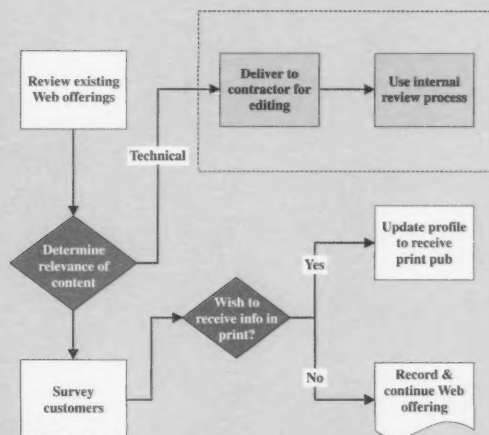 Review existing
Web offerings
Deliver to
contractor for
editing
Use internal
review process
Technical
Determine
relevance of
content
Update profile
to receive
print pub
Yes
Wish to
receive info in
print?
No
Survey
customers
Record &
continue Web
offering